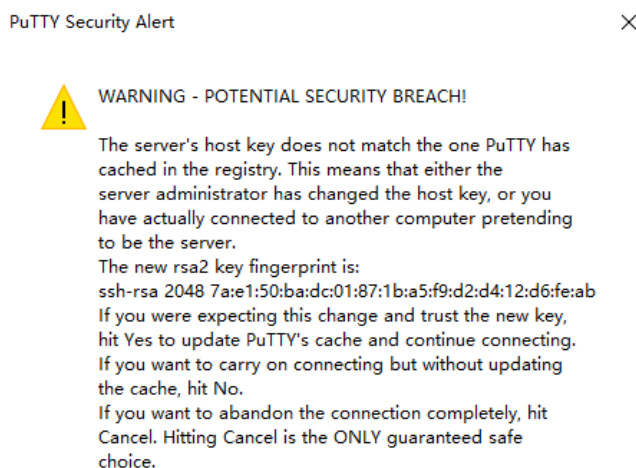 PuTTY Security Alert
WARNING - POTENTIAL SECURITY BREACH!
The server's host key does not match the one PuTTY has
cached in the registry. This means that either the
server administrator has changed the host key, or you
have actually connected to another computer pretending
to be the server.
The new rsa2 key fingerprint is:
ssh-rsa 2048 7a:e1:50:ba:dc:01:87:1b:a5:f9:d2:d4:12:d6:fe:ab
If you were expecting this change and trust the new key,
hit Yes to update PuTTY's cache and continue connecting.
If you want to carry on connecting but without updating
the cache, hit No.
If you want to abandon the connection completely, hit
Cancel. Hitting Cancel is the ONLY guaranteed safe
choice.